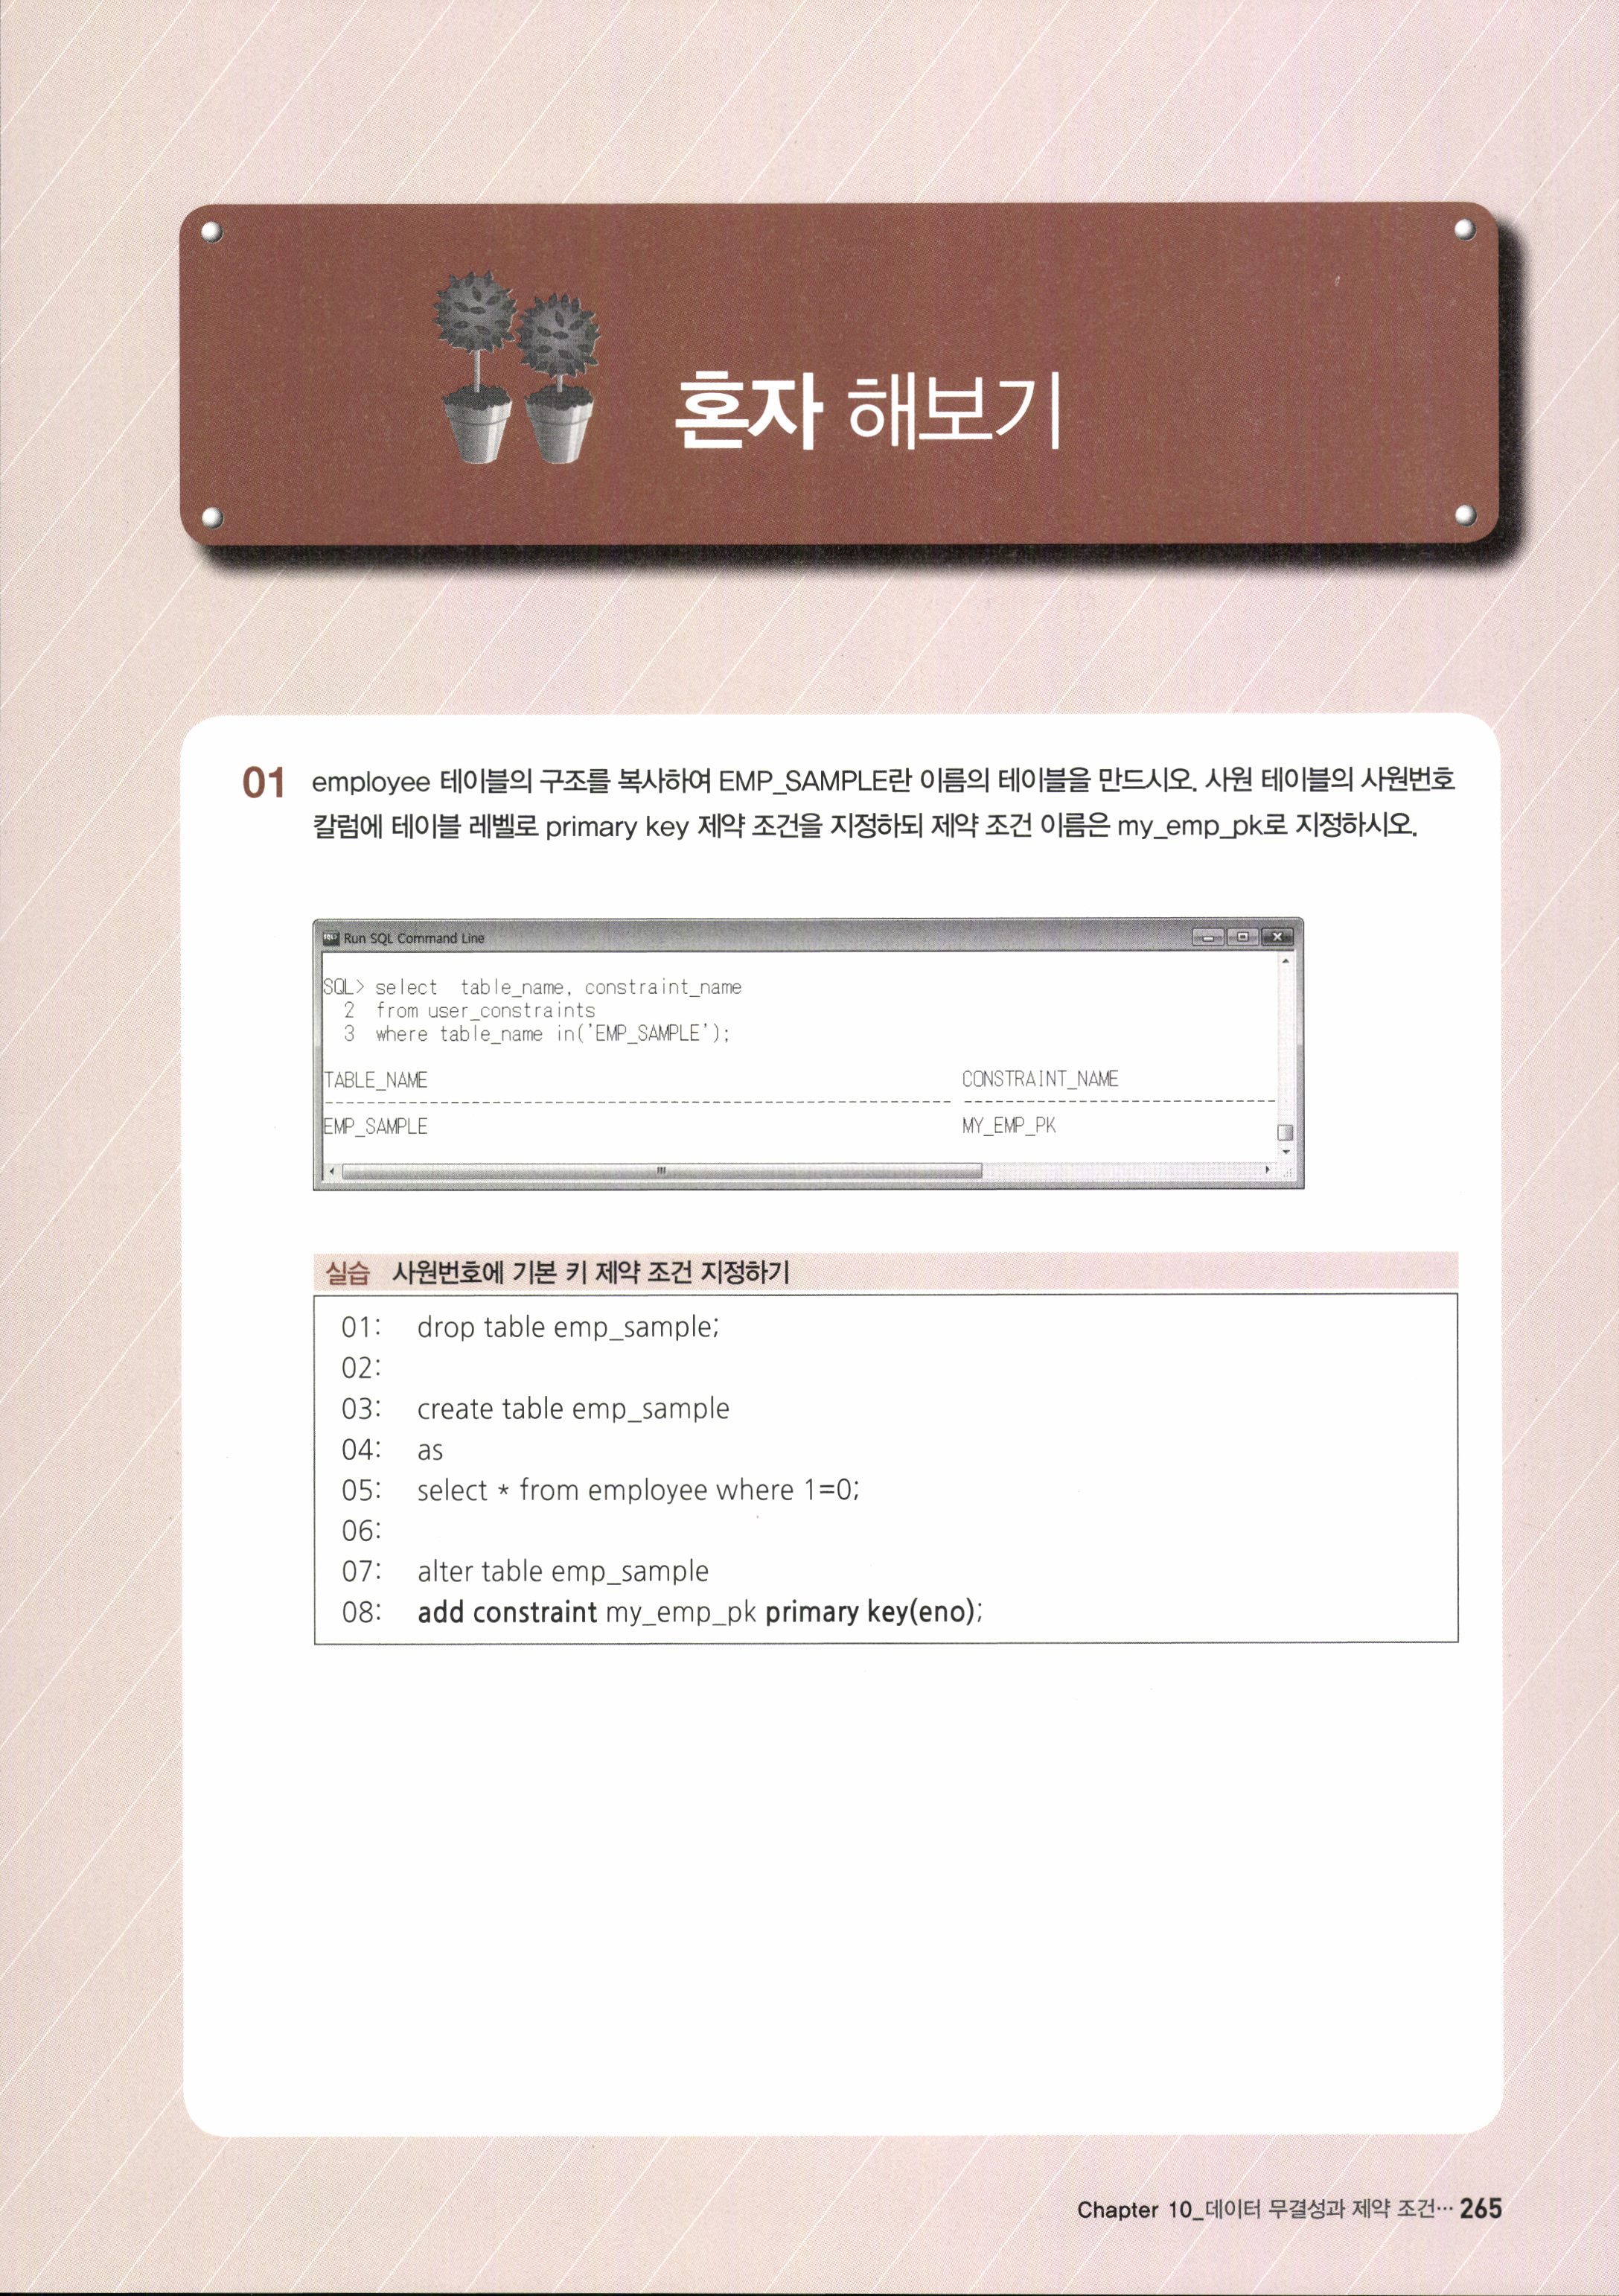 혼자 해보기
01 employee 테이블의 구조를 복사하여 EMP_SAMPLE란 이름의 테이블을 만드시오. 사원 테이블의 사원번호
칼럼에 테이블 레벨로 primary key 제약 조건을 지정하되 제약 조건 이름은 my_emp_pk로 지정하시오.
Run SQL Command Line
SQL> select  table_name, constraint_name
2  from user_constraints
3  where table_name in('EMP_SAMPLE');
TABLE_NAME CONSTRAINT_NAME
EMP_SAMPLE MY_EMP_PK
실습 사원번호에 기본 키 제약 조건 지정하기
01: drop table emp_sample;
02:
03: create table emp_sample
04: as
05: select * from employee where 1=0;
06:
07: alter table emp_sample
08: add constraint my_emp_pk primary key(eno);
Chapter 10_데이터 무결성과 제약 조건··· 265